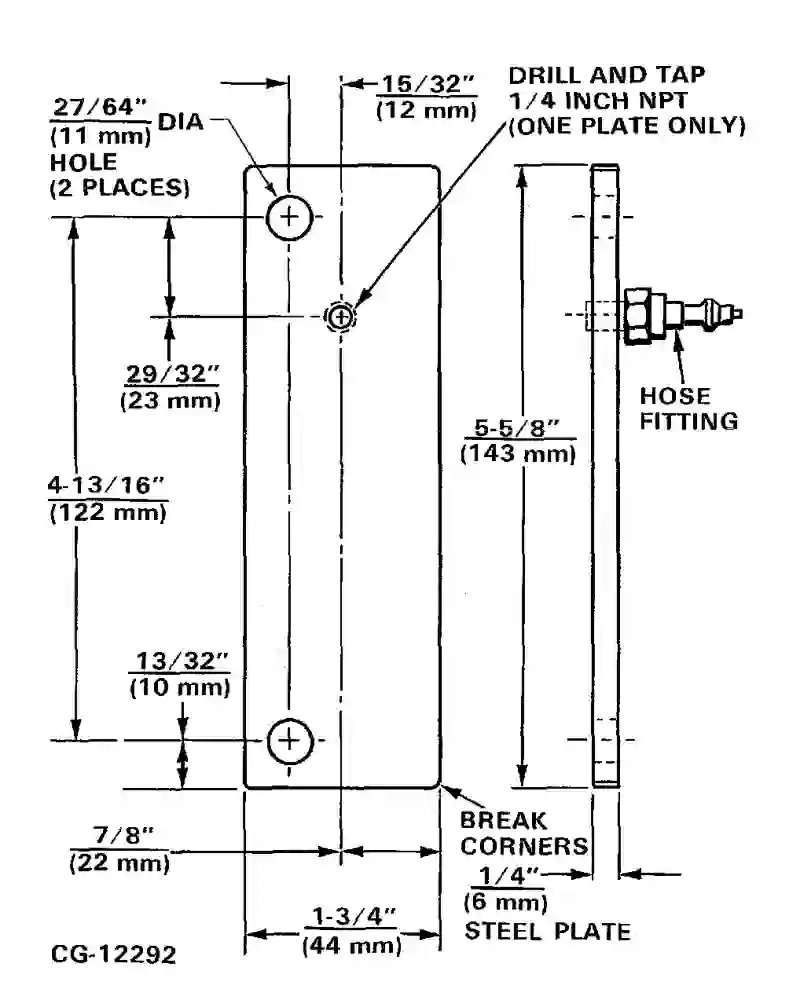 15/32"
(12 mm)
DRILL AND TAP
1/4 INCH NPT
(ONE PLATE ONLY)
27/64"
(11 mm)
DIA
HOLE
(2 PLACES)
29/32"
(23 mm)
HOSE
FITTING
5-5/8"
(143 mm)
4-13/16"
(122 mm)
13/32"
(10 mm)
7/8"
(22 mm)
BREAK
CORNERS
1/4"
(6 mm)
1-3/4"
(44 mm)
STEEL PLATE
CG-12292